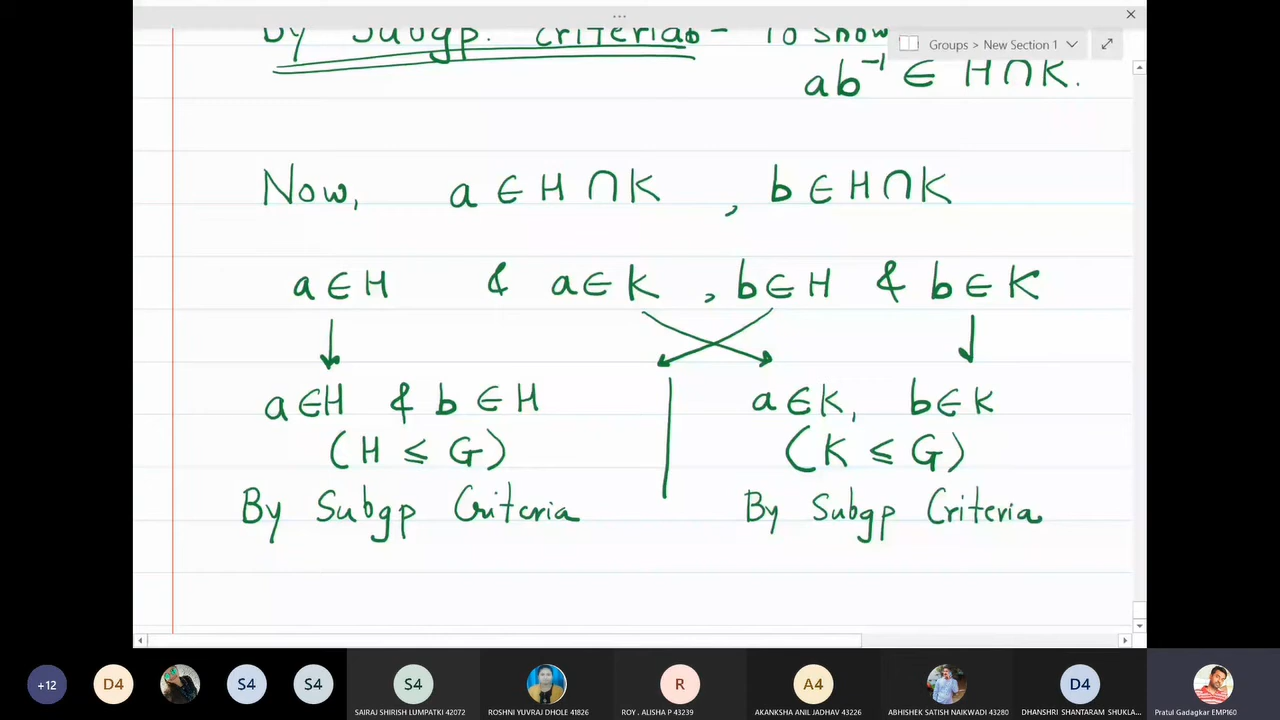 By Subgp. Criteria - To show
Groups > New Section 1
ab⁻¹ ∈ H∩K.
Now, a ∈ H∩K , b ∈ H∩K
a ∈ H & a ∈ K , b ∈ H & b ∈ K
a ∈ H & b ∈ H
a ∈ K, b ∈ K
(H ≤ G)
(K ≤ G)
By Subgp Criteria
By Subgp Criteria
+12
D4
S4
S4
S4
R
A4
D4
SAIRAJ SHIRISH LUMPATKI 42072
ROSHNI YUVRAJ DHOLE 41826
ROY . ALISHA P 43239
AKANKSHA ANIL JADHAV 43226
ABHISHEK SATISH NAIKWADI 43280
DHANSHRI SHANTARAM SHUKLA...
Pratul Gadagkar EMP160